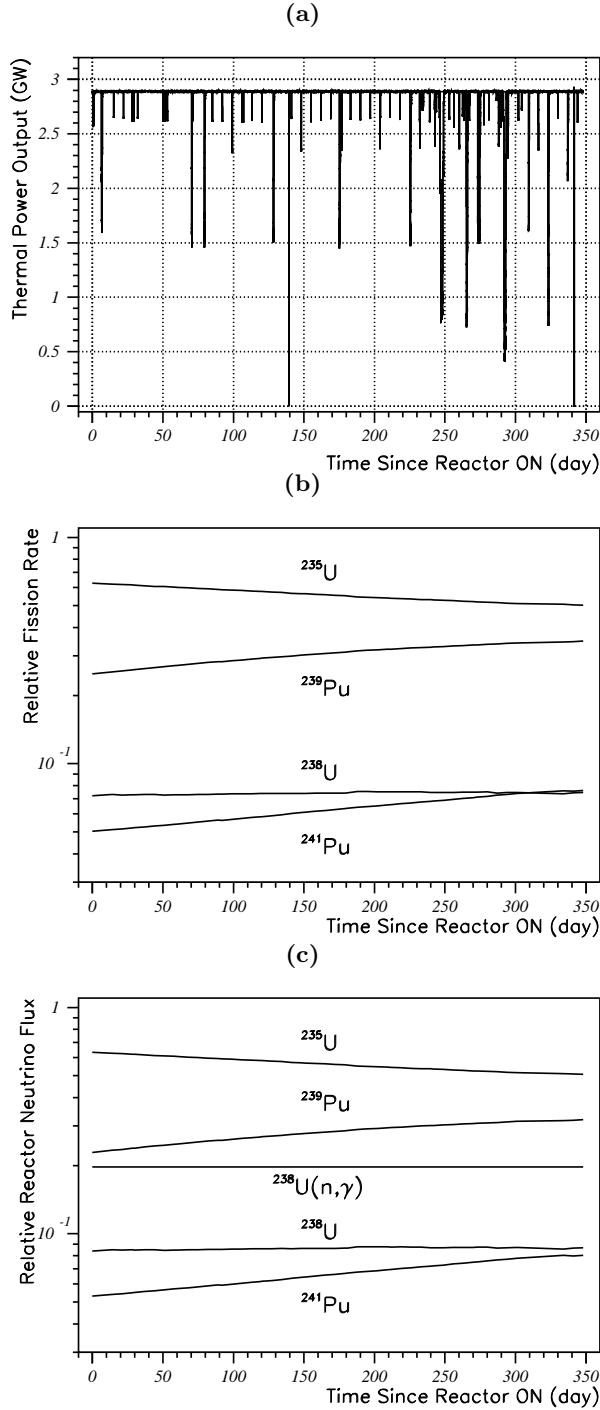 (a)
Thermal Power Output (GW)
3
2.5
2
1.5
1
0.5
0
0 50 100 150 200 250 300 350
Time Since Reactor ON (day)
(b)
Relative Fission Rate
1
10⁻¹
²³⁵U
²³⁹Pu
²³⁸U
²⁴¹Pu
0 50 100 150 200 250 300 350
Time Since Reactor ON (day)
(c)
Relative Reactor Neutrino Flux
1
10⁻¹
²³⁵U
²³⁹Pu
²³⁸U(n,γ)
²³⁸U
²⁴¹Pu
0 50 100 150 200 250 300 350
Time Since Reactor ON (day)